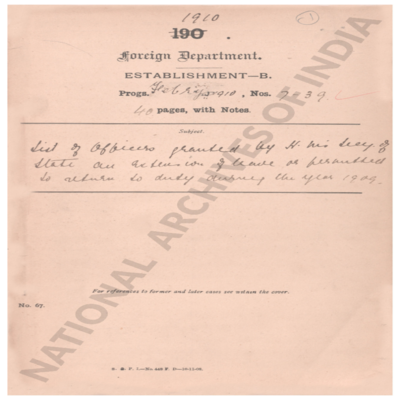 1910
190 .
Foreign Department.
ESTABLISHMENT—B.
Progs. Feb 1910, Nos. 7839
40 pages, with Notes.
Subject.
List of Officers granted by H. M's Secy. of
State an extension of leave or permitted
to return to duty during the year 1909.
For references to former and later cases see within the cover.
No. 67.
NATIONAL ARCHIVES OF INDIA